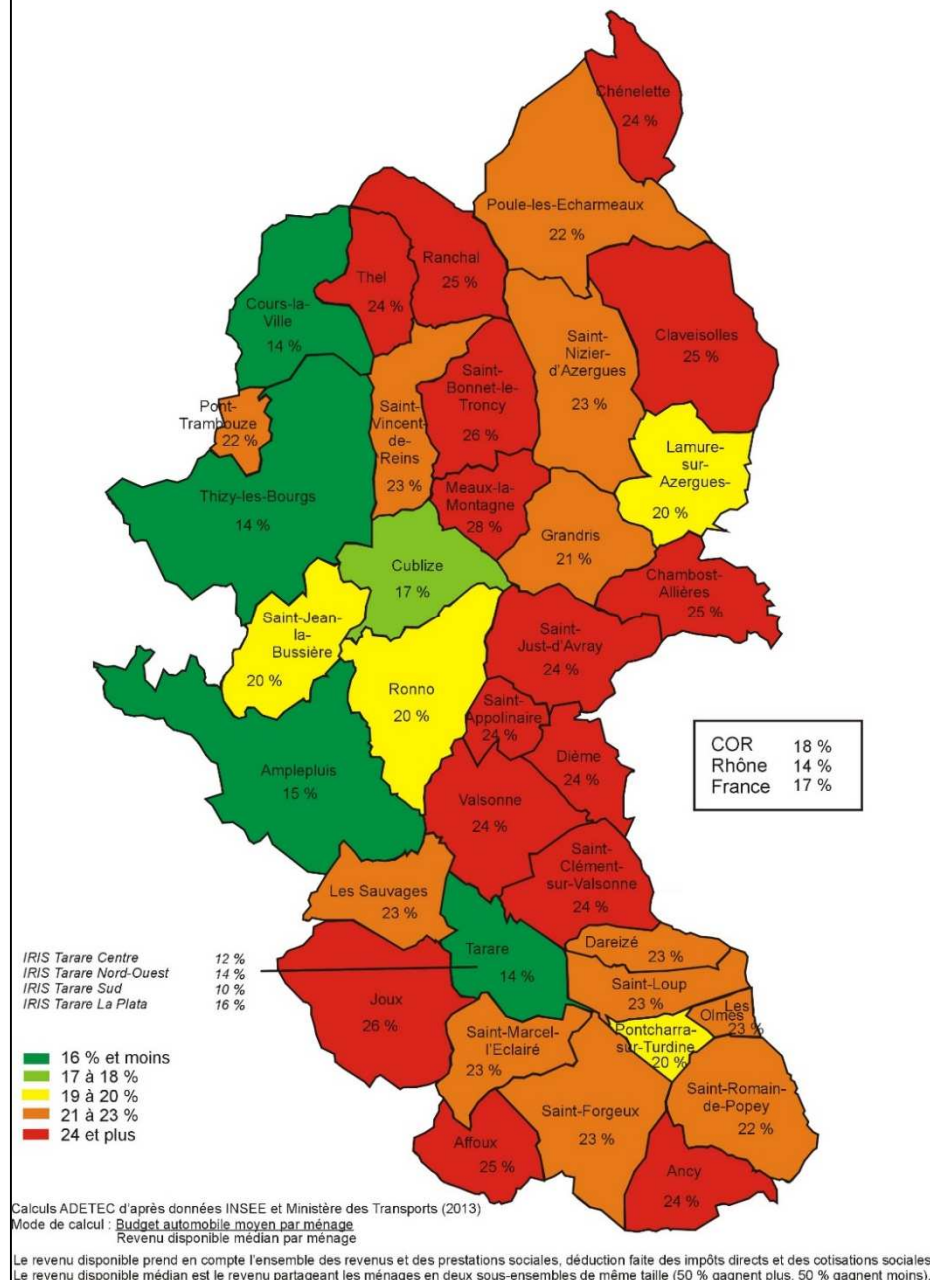 Chénelette
24 %
Poule-les-Echarmeaux
22 %
Ranchal
25 %
Thel
24 %
Cours-la-
Ville
14 %
Claveisolles
25 %
Saint-
Nizier-
d'Azergues
23 %
Saint-
Bonnet-le-
Troncy
26 %
Saint-
Vincent-
de-
Reins
23 %
Pont-
Trambouze
22 %
Lamure-
sur-
Azergues-
20 %
Thizy-les-Bourgs
14 %
Meaux-la-
Montagne
28 %
Grandris
21 %
Cublize
17 %
Chambost-
Allières
25 %
Saint-Jean-
la-
Bussière
20 %
Saint-
Just-d'Avray
24 %
Ronno
20 %
Saint-
Appolinaire
24 %
Dième
24 %
COR 18 %
Rhône 14 %
France 17 %
Amplepluis
15 %
Valsonne
24 %
Saint-
Clément-
sur-Valsonne
24 %
Les Sauvages
23 %
Tarare
14 %
Dareizé
23 %
Saint-Loup
23 %
Les
Olmes
23 %
IRIS Tarare Centre 12 %
IRIS Tarare Nord-Ouest 14 %
IRIS Tarare Sud 10 %
IRIS Tarare La Plata 16 %
Joux
26 %
Saint-Marcel-
l'Eclairé
23 %
Pontcharra-
sur-Turdine
20 %
Saint-Romain-
de-Popey
22 %
Saint-Forgeux
23 %
Affoux
25 %
Ancy
24 %
16 % et moins
17 à 18 %
19 à 20 %
21 à 23 %
24 et plus
Calculs ADETEC d'après données INSEE et Ministère des Transports (2013)
Mode de calcul : Budget automobile moyen par ménage
Revenu disponible médian par ménage
Le revenu disponible prend en compte l'ensemble des revenus et des prestations sociales, déduction faite des impôts directs et des cotisations sociales
Le revenu disponible médian est le revenu partageant les ménages en deux sous-ensembles de même taille (50 % gagnent plus, 50 % gagnent moins).